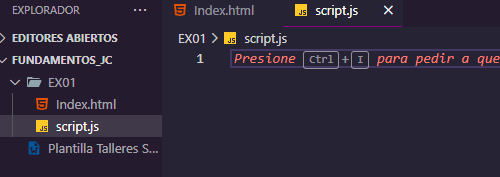 EXPLORADOR ...
EDITORES ABIERTOS
FUNDAMENTOS_JC
EX01
Index.html
script.js
Plantilla Talleres S...
Index.html
script.js
EX01 > script.js
1 Presione Ctrl+I para pedir a que